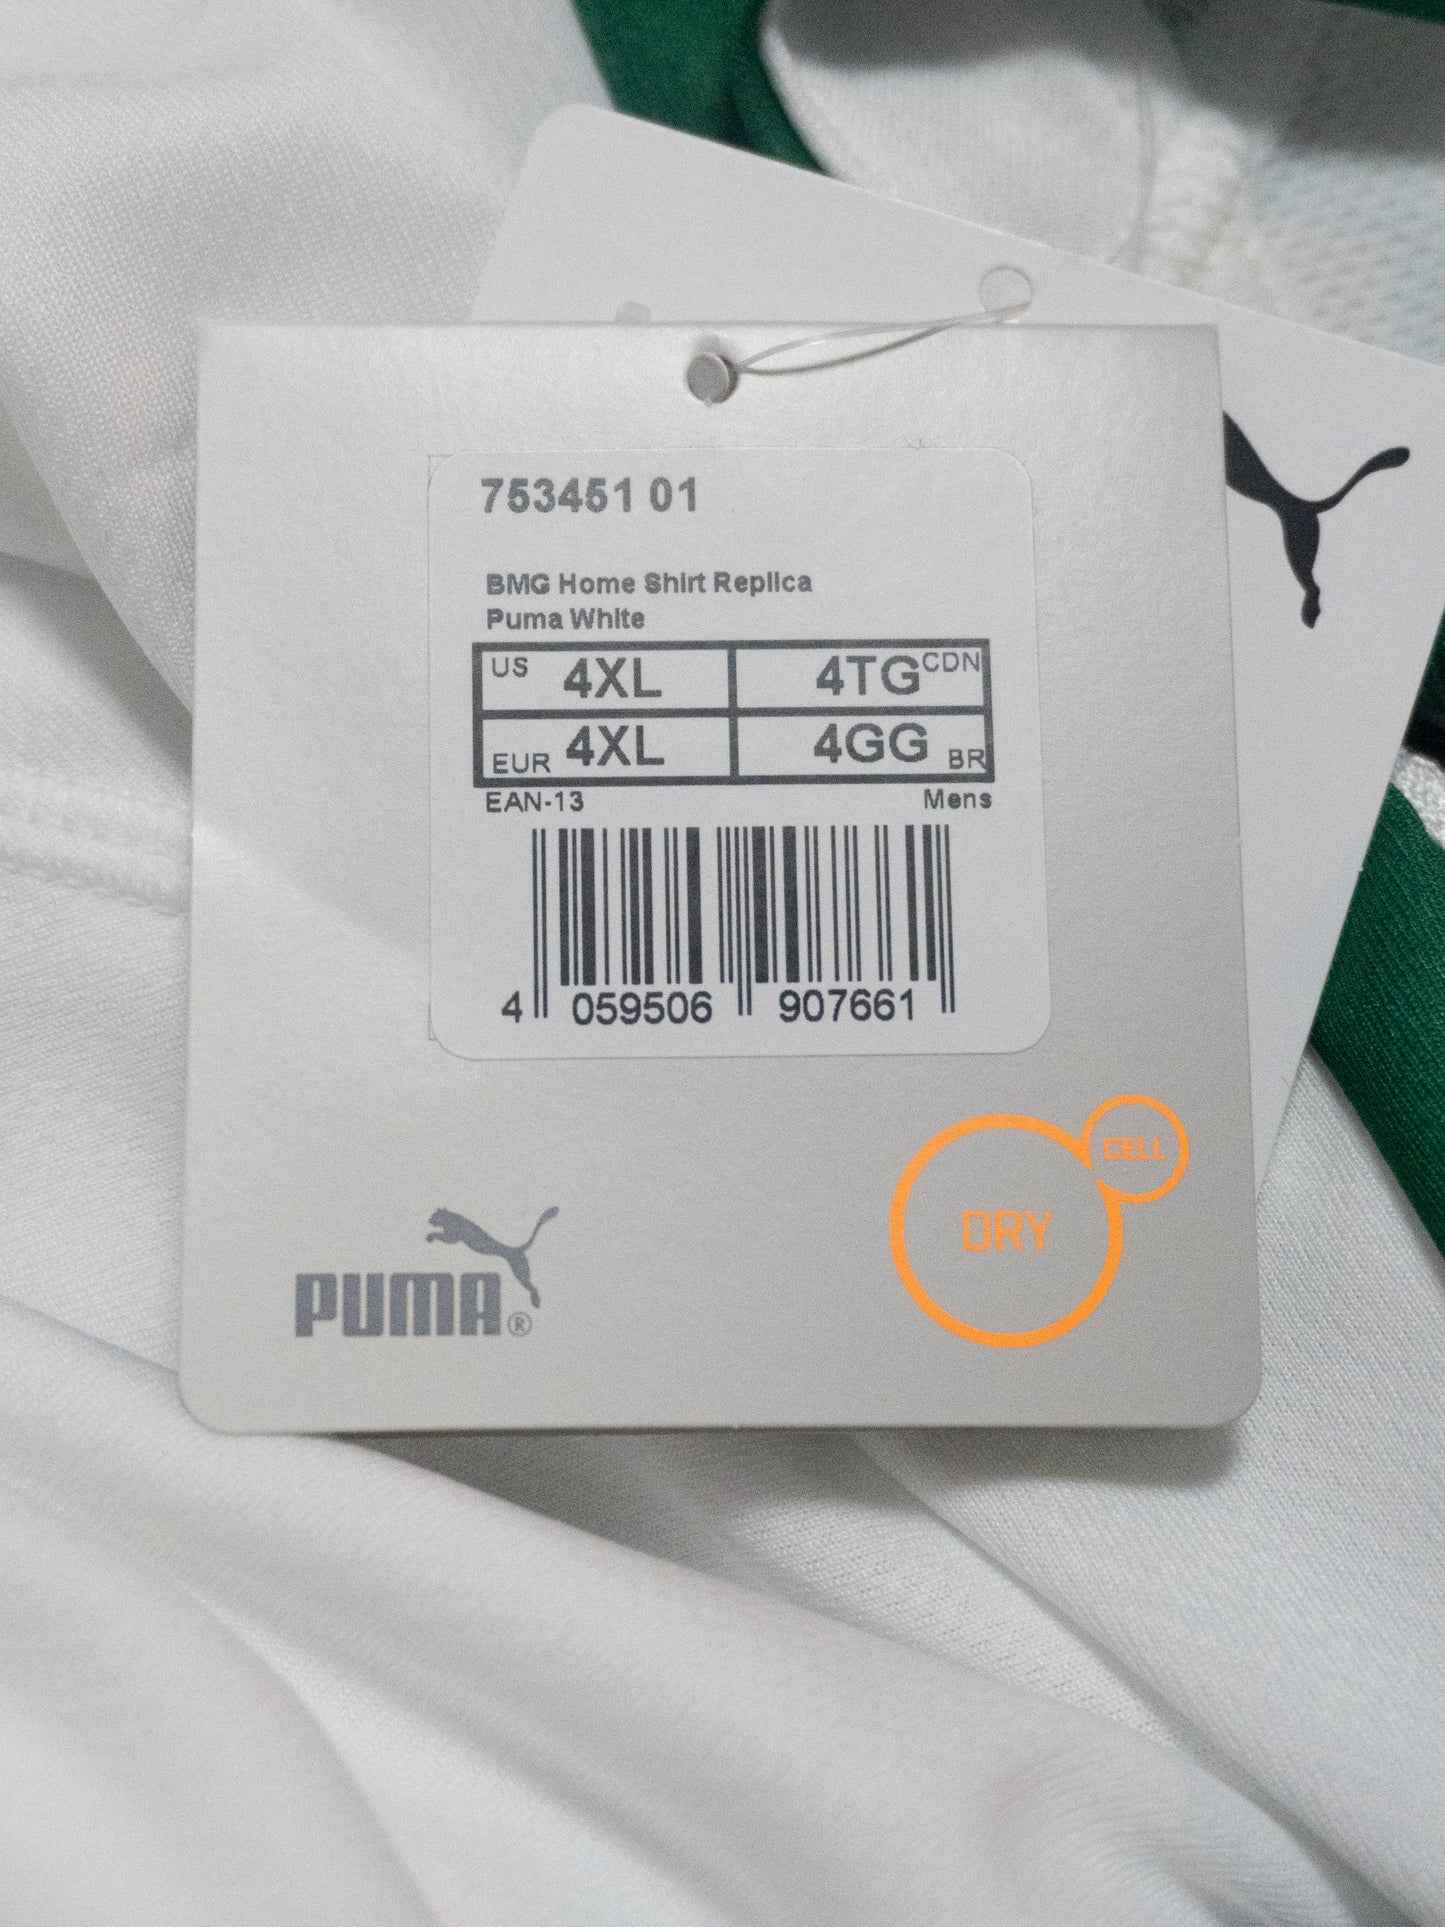 753451 01
BMG Home Shirt Replica
Puma White
US 4XL 4TG CDN
EUR 4XL 4GG BR
EAN-13 Mens
4 059506 907661
CELL
DRY
PUMA®